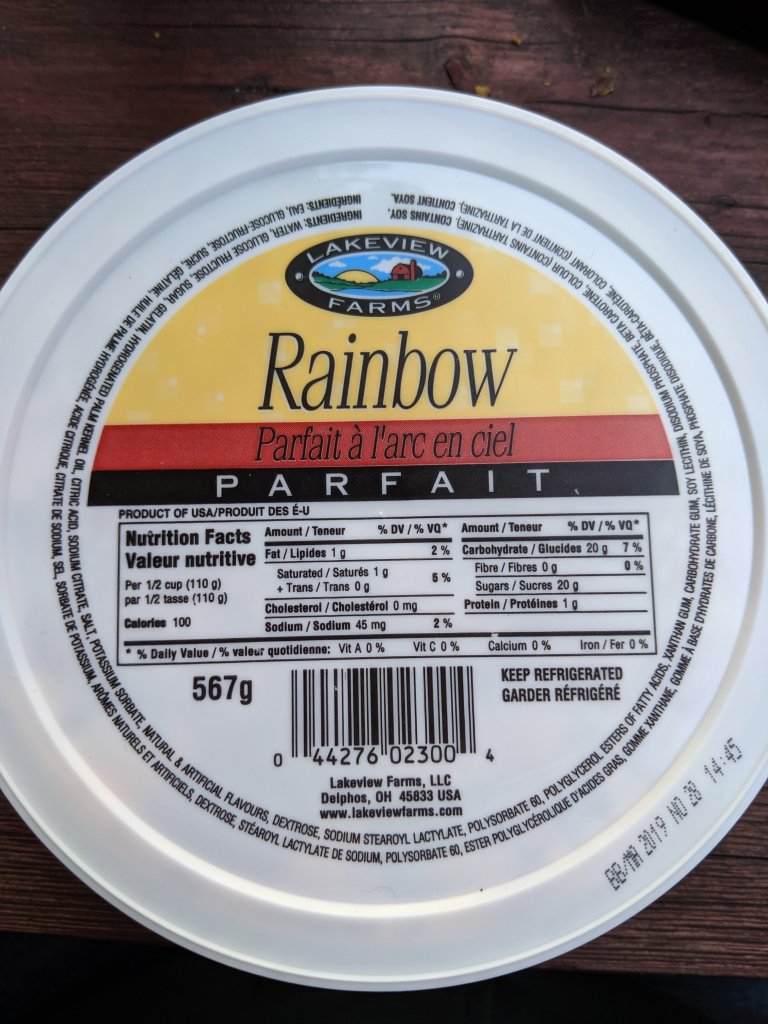 LAKEVIEW
FARMS®
Rainbow
Parfait à l'arc en ciel
PARFAIT
PRODUCT OF USA/PRODUIT DES É-U
Nutrition Facts
Valeur nutritive
Per 1/2 cup (110 g)
par 1/2 tasse (110 g)
Calories 100
Amount / Teneur % DV / % VQ*
Fat / Lipides 1 g 2 %
Saturated / Saturés 1 g
+ Trans / Trans 0 g 5 %
Cholesterol / Cholestérol 0 mg
Sodium / Sodium 45 mg 2 %
Amount / Teneur % DV / % VQ*
Carbohydrate / Glucides 20 g 7 %
Fibre / Fibres 0 g 0 %
Sugars / Sucres 20 g
Protein / Protéines 1 g
* % Daily Value / % valeur quotidienne: Vit A 0 % Vit C 0 % Calcium 0 % Iron / Fer 0 %
567g
KEEP REFRIGERATED
GARDER RÉFRIGÉRÉ
0 44276 02300 4
Lakeview Farms, LLC
Delphos, OH 45833 USA
www.lakeviewfarms.com
INGREDIENTS: WATER, GLUCOSE FRUCTOSE, SUGAR, GELATIN, HYDROGENATED PALM KERNEL OIL, CITRIC ACID, SODIUM CITRATE, SALT, POTASSIUM SORBATE, NATURAL & ARTIFICIAL FLAVOURS, DEXTROSE, SODIUM STEAROYL LACTYLATE, POLYSORBATE 60, POLYGLYCEROL ESTERS OF FATTY ACIDS, XANTHAN GUM, CARBOHYDRATE GUM, SOY LECITHIN, DISODIUM PHOSPHATE, BETA CAROTENE, COLOUR (CONTAINS TARTRAZINE). CONTAINS SOY.
INGRÉDIENTS: EAU, GLUCOSE-FRUCTOSE, SUCRE, GÉLATINE, HUILE DE PALME HYDROGÉNÉE, ACIDE CITRIQUE, CITRATE DE SODIUM, SEL, SORBATE DE POTASSIUM, ARÔMES NATURELS ET ARTIFICIELS, DEXTROSE, STÉAROYL LACTYLATE DE SODIUM, POLYSORBATE 60, ESTER POLYGLYCÉROLIQUE D'ACIDES GRAS, GOMME XANTHANE, GOMME À BASE D'HYDRATES DE CARBONE, LÉCITHINE DE SOYA, PHOSPHATE DISODIQUE, BÊTA-CAROTÈNE, COLORANT (CONTIENT DE LA TARTRAZINE). CONTIENT SOYA.
BB/MA 2019 NO 28 14:45